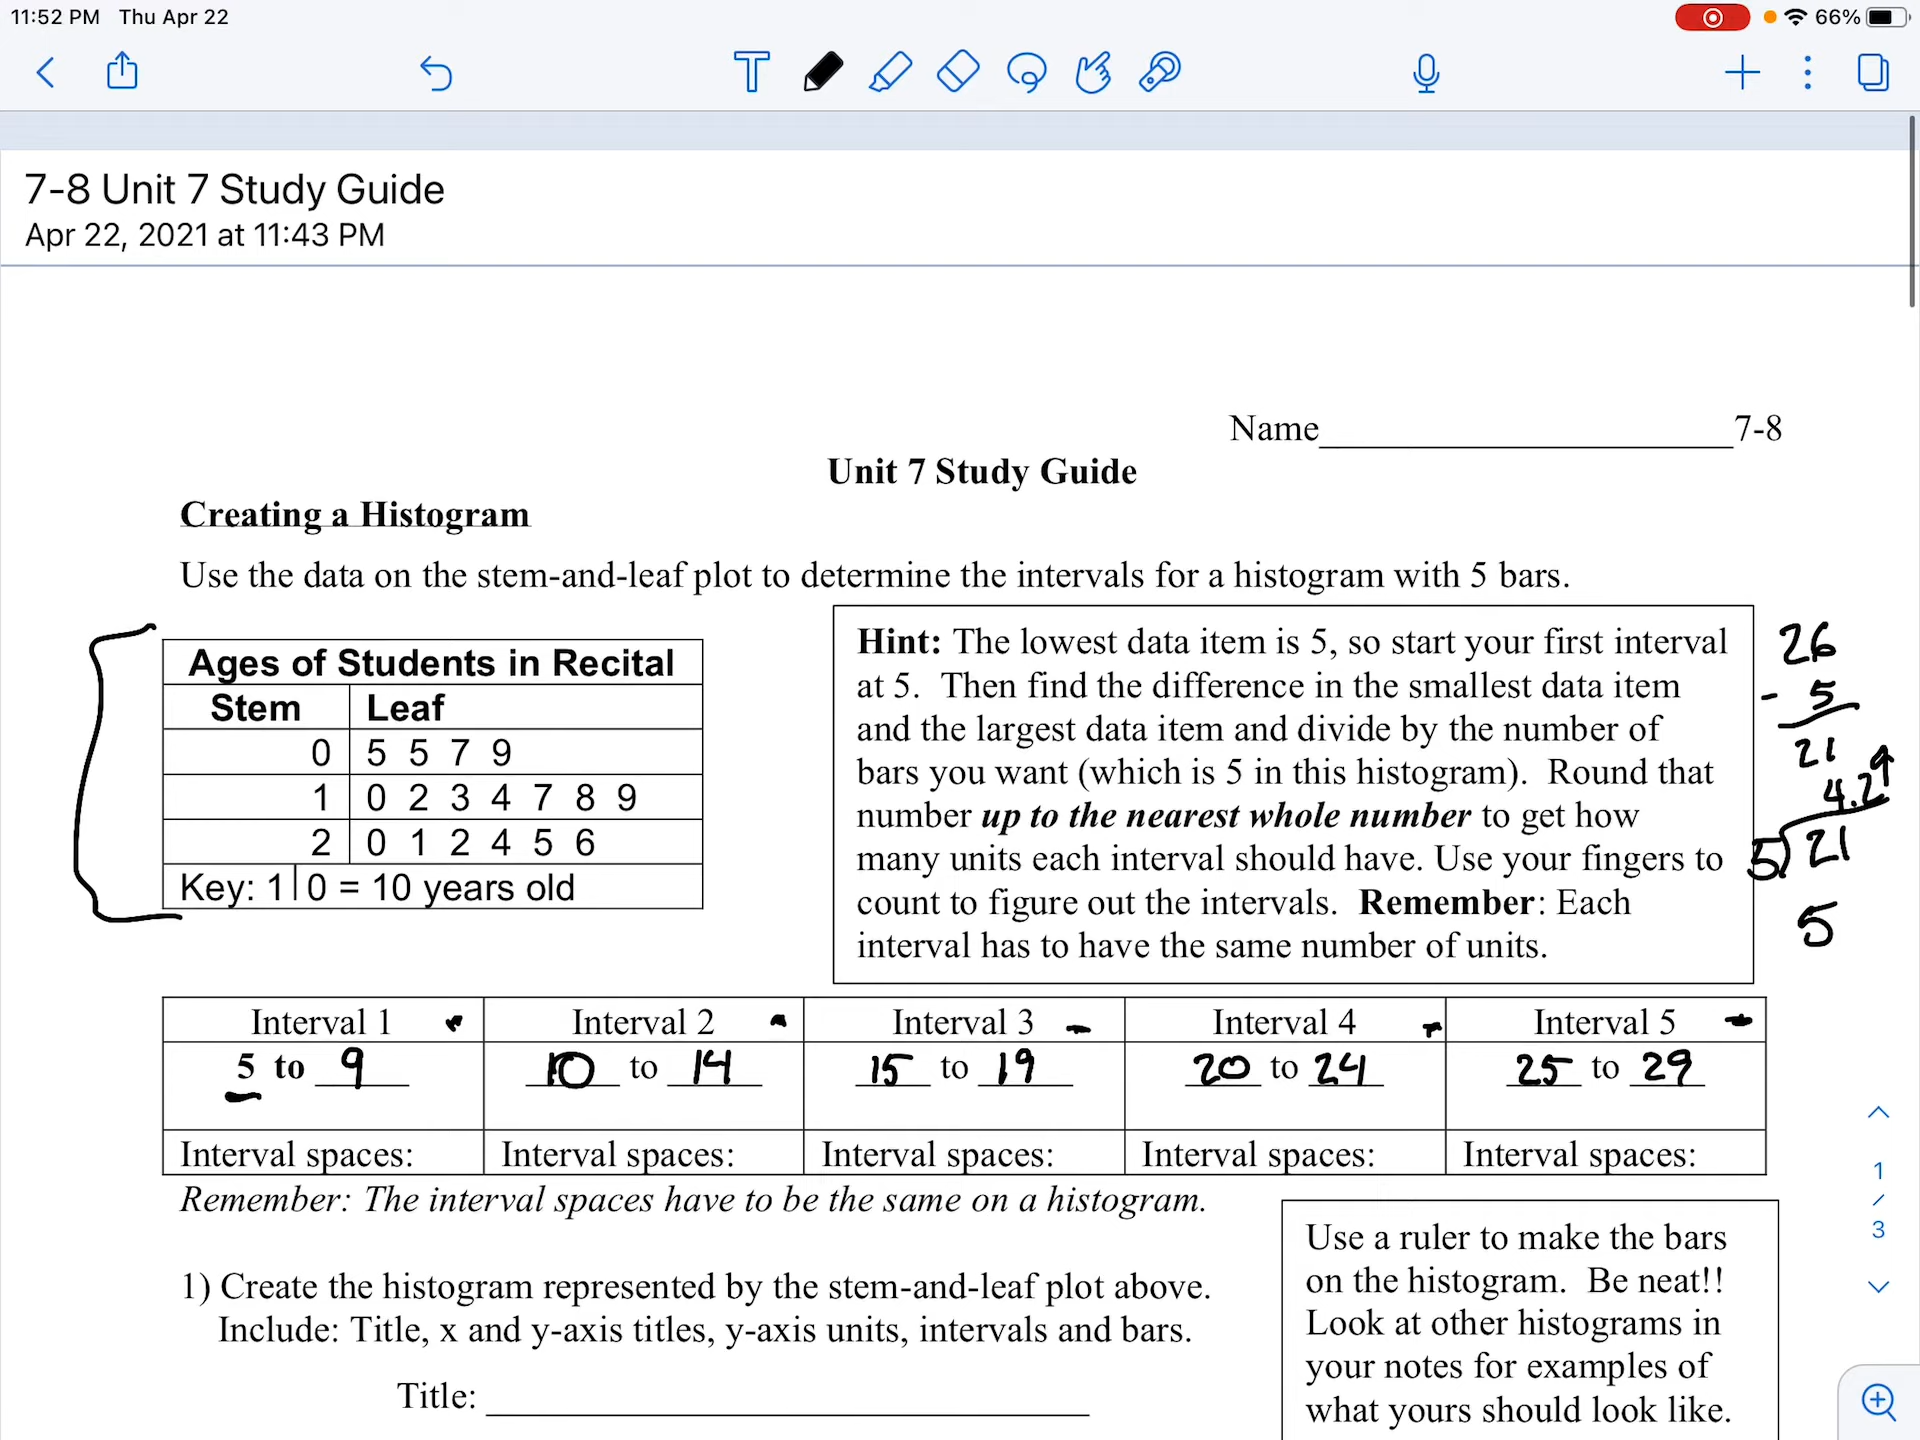 11:52 PM Thu Apr 22
66%
7-8 Unit 7 Study Guide
Apr 22, 2021 at 11:43 PM
Name____________________7-8
Unit 7 Study Guide
Creating a Histogram
Use the data on the stem-and-leaf plot to determine the intervals for a histogram with 5 bars.
Ages of Students in Recital
Stem Leaf
0 5 5 7 9
1 0 2 3 4 7 8 9
2 0 1 2 4 5 6
Key: 1|0 = 10 years old
Hint: The lowest data item is 5, so start your first interval
at 5. Then find the difference in the smallest data item
and the largest data item and divide by the number of
bars you want (which is 5 in this histogram). Round that
number up to the nearest whole number to get how
many units each interval should have. Use your fingers to
count to figure out the intervals. Remember: Each
interval has to have the same number of units.
26
- 5
21
4.2
5)21
5
Interval 1 Interval 2 Interval 3 Interval 4 Interval 5
5 to 9 10 to 14 15 to 19 20 to 24 25 to 29
Interval spaces: Interval spaces: Interval spaces: Interval spaces: Interval spaces:
Remember: The interval spaces have to be the same on a histogram.
1) Create the histogram represented by the stem-and-leaf plot above.
Include: Title, x and y-axis titles, y-axis units, intervals and bars.
Title: ____________________
Use a ruler to make the bars
on the histogram. Be neat!!
Look at other histograms in
your notes for examples of
what yours should look like.
1
/
3